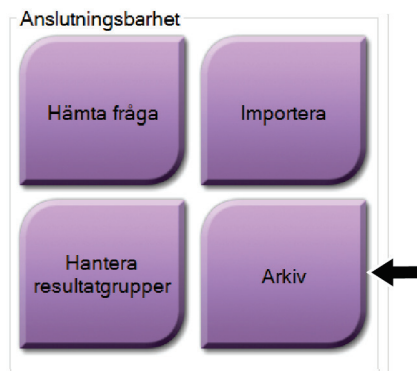 Anslutningsbarhet
Hämta fråga
Importera
Hantera
resultatgrupper
Arkiv